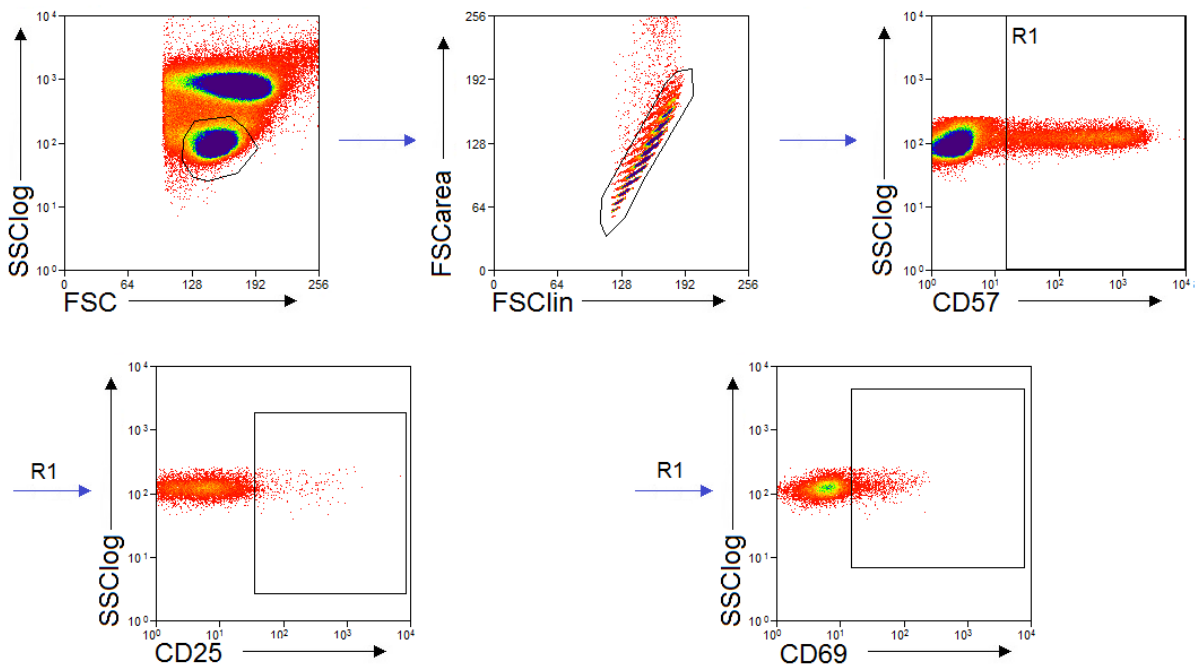 SSClog
10⁴
10³
10²
10¹
10⁰
0 64 128 192 256
FSC
FSCarea
256
192
128
64
0
0 64 128 192 256
FSClin
SSClog
10⁴
10³
10²
10¹
10⁰
R1
10⁰ 10¹ 10² 10³ 10⁴
CD57
R1
SSClog
10⁴
10³
10²
10¹
10⁰
10⁰ 10¹ 10² 10³ 10⁴
CD25
R1
SSClog
10⁴
10³
10²
10¹
10⁰
10⁰ 10¹ 10² 10³ 10⁴
CD69